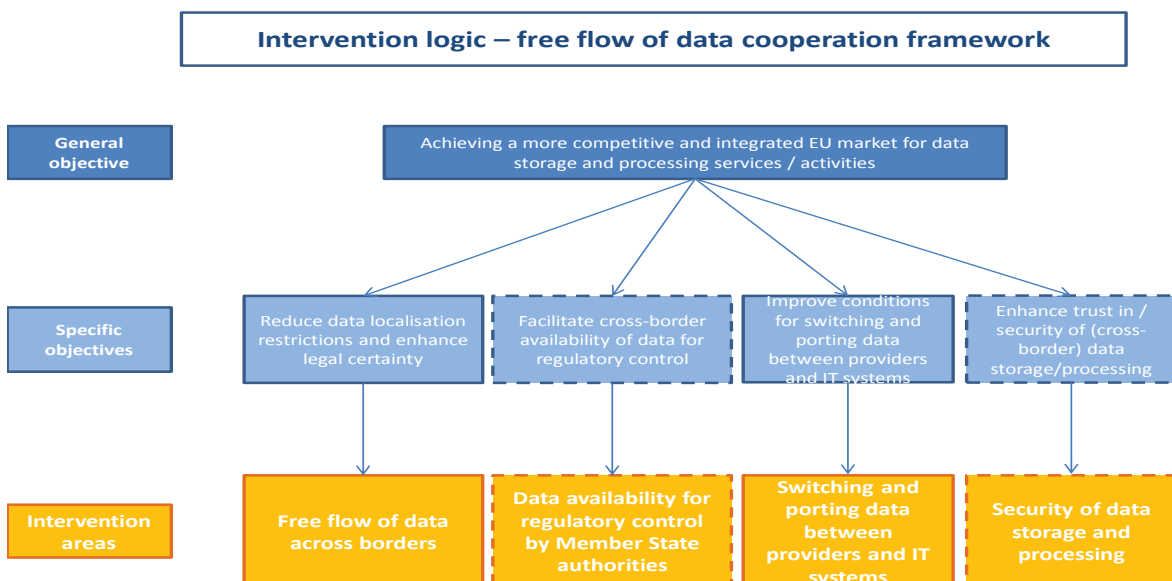 Intervention logic – free flow of data cooperation framework
General
objective
Achieving a more competitive and integrated EU market for data
storage and processing services / activities
Specific
objectives
Reduce data localisation
restrictions and enhance
legal certainty
Facilitate cross-border
availability of data for
regulatory control
Improve conditions
for switching and
porting data
between providers
and IT systems
Enhance trust in /
security of (cross-
border) data
storage/processing
Intervention
areas
Free flow of data
across borders
Data availability for
regulatory control
by Member State
authorities
Switching and
porting data
between
providers and IT
systems
Security of data
storage and
processing